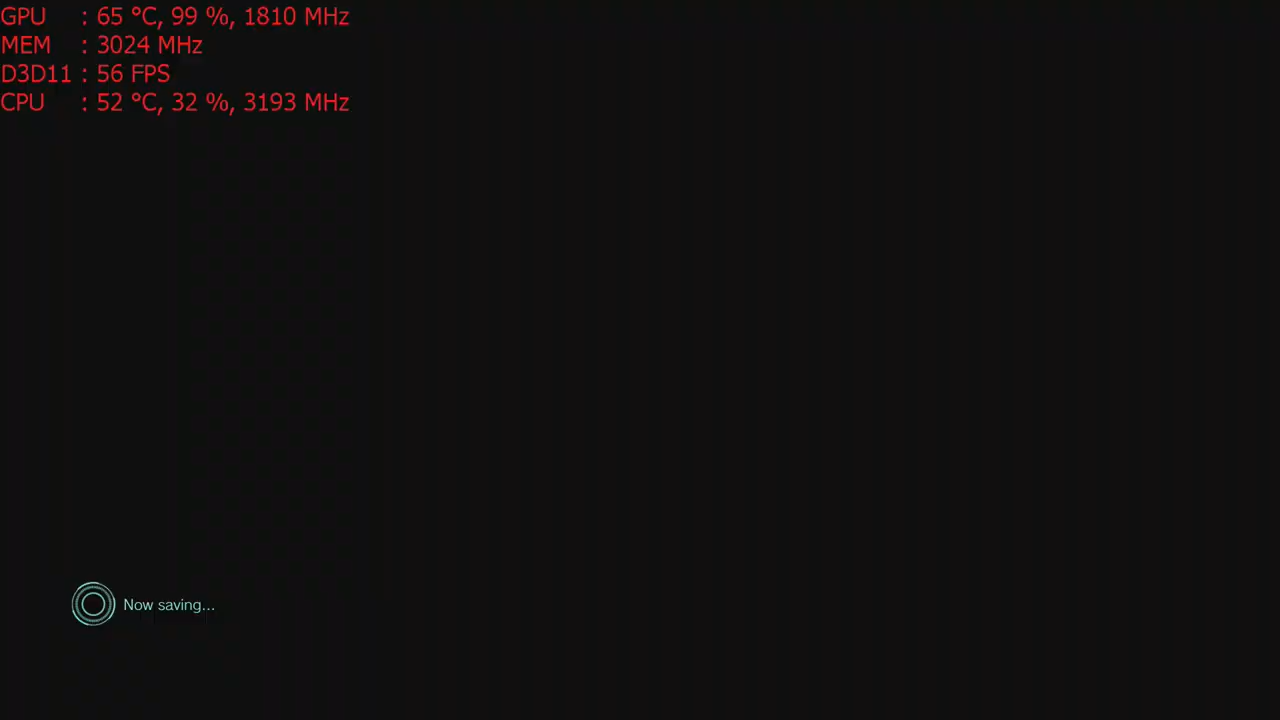 GPU : 65 °C, 99 %, 1810 MHz
MEM : 3024 MHz
D3D11 : 56 FPS
CPU : 52 °C, 32 %, 3193 MHz
Now saving...